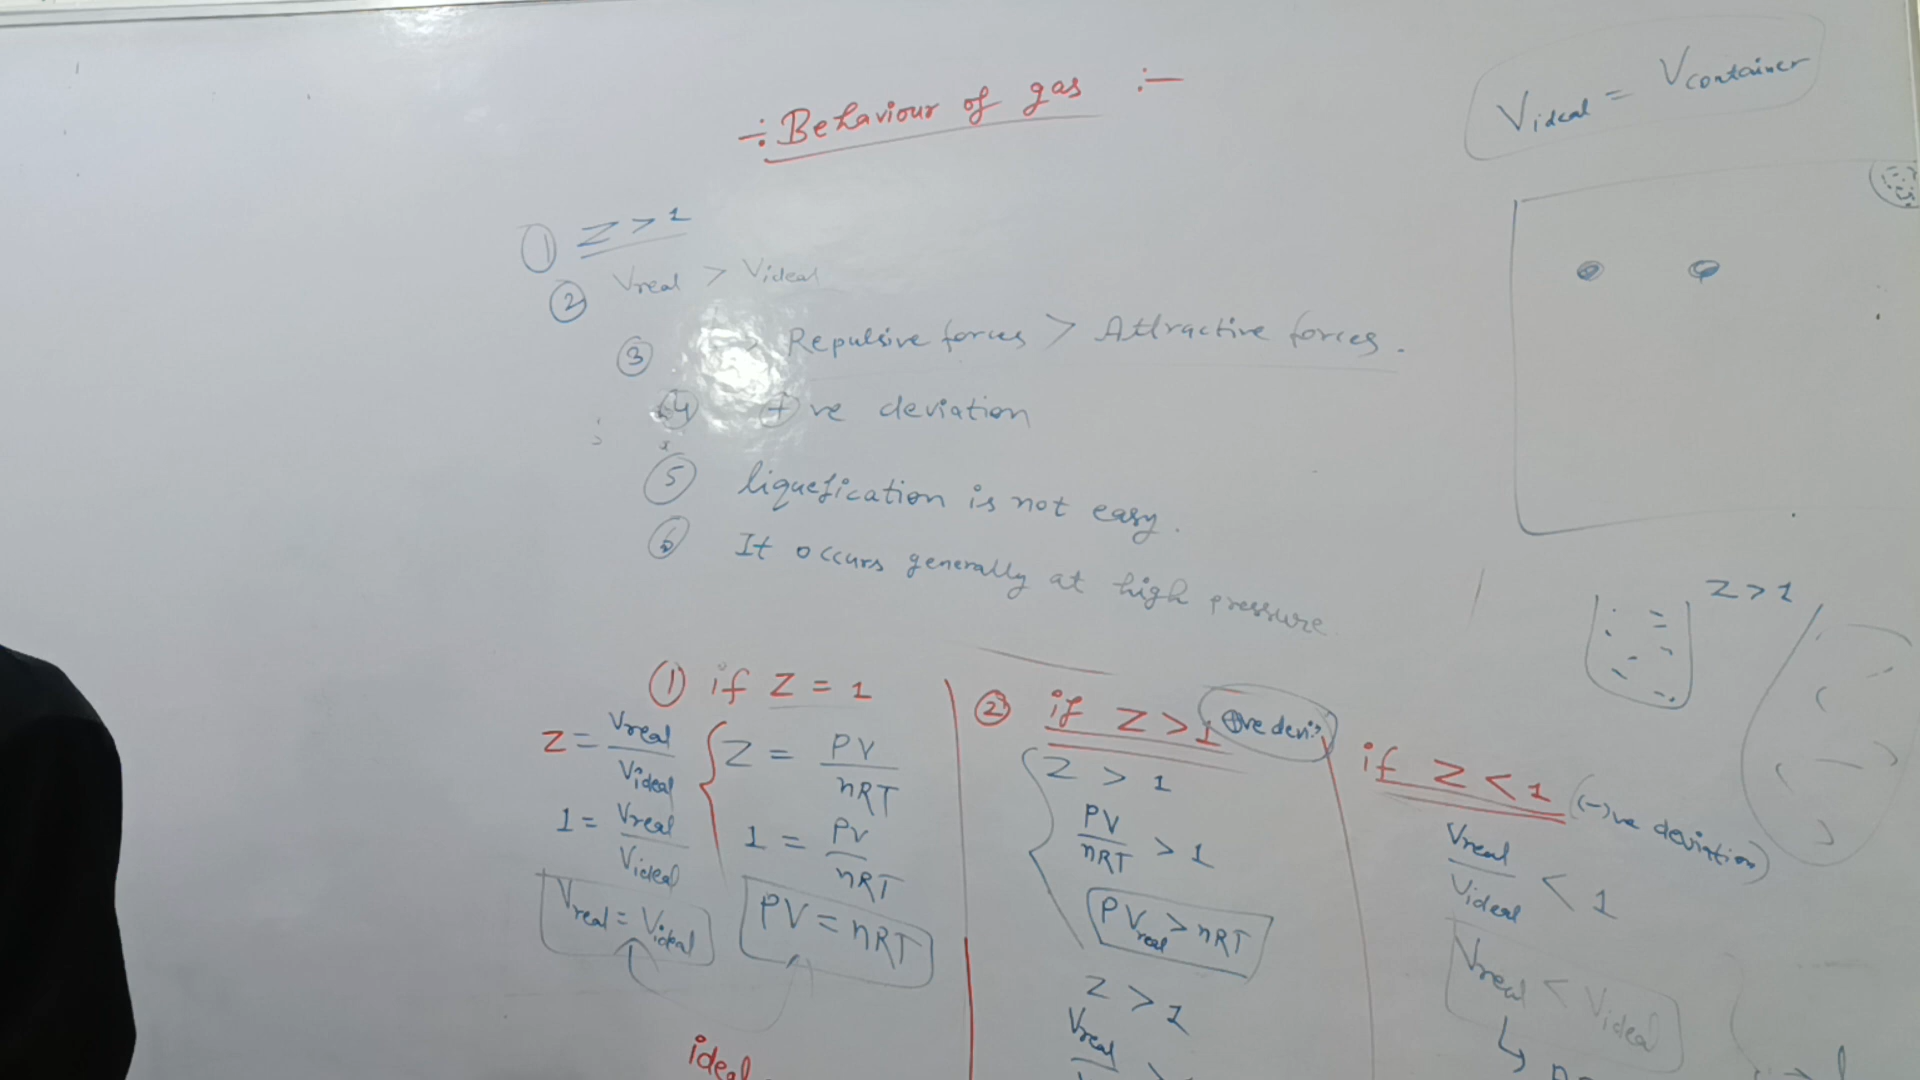 ÷ Behaviour of gas :-
Videal = Vcontainer
① Z > 1
② Vreal > Videal
③ → Repulsive forces > Attractive forces.
④ ⊕ve deviation
⑤ liquefication is not easy.
⑥ It occurs generally at high pressure
Z > 1
① if Z = 1
Z = Vreal / Videal
1 = Vreal / Videal
Vreal = Videal
Z = PV / nRT
1 = PV / nRT
PV = nRT
ideal
② if Z > 1 ⊕ve devi:
Z > 1
PV / nRT > 1
PVreal > nRT
Z > 1
Vreal
if Z < 1 (-)ve deviation)
Vreal / Videal < 1
Vreal < Videal